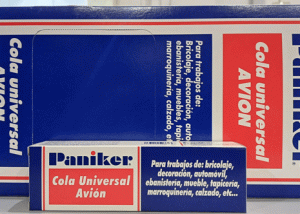 Cola universal
AVION
Para trabajos de:
Bricolaje, decoración, auto
ebanistería, muebles, tapi
marroquinería, calzado,
Cola universal
AVION
Paniker
Cola Universal
Avión
Para trabajos de: bricolaje,
decoración, automóvil,
ebanistería, mueble, tapicería,
marroquinería, calzado, etc...